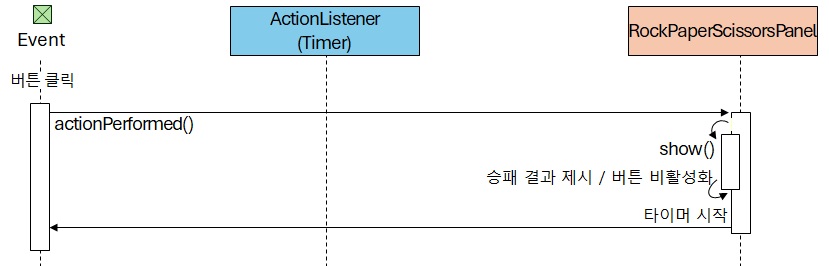 Event
ActionListener
(Timer)
RockPaperScissorsPanel
버튼 클릭
actionPerformed()
show()
승패 결과 제시 / 버튼 비활성화
타이머 시작